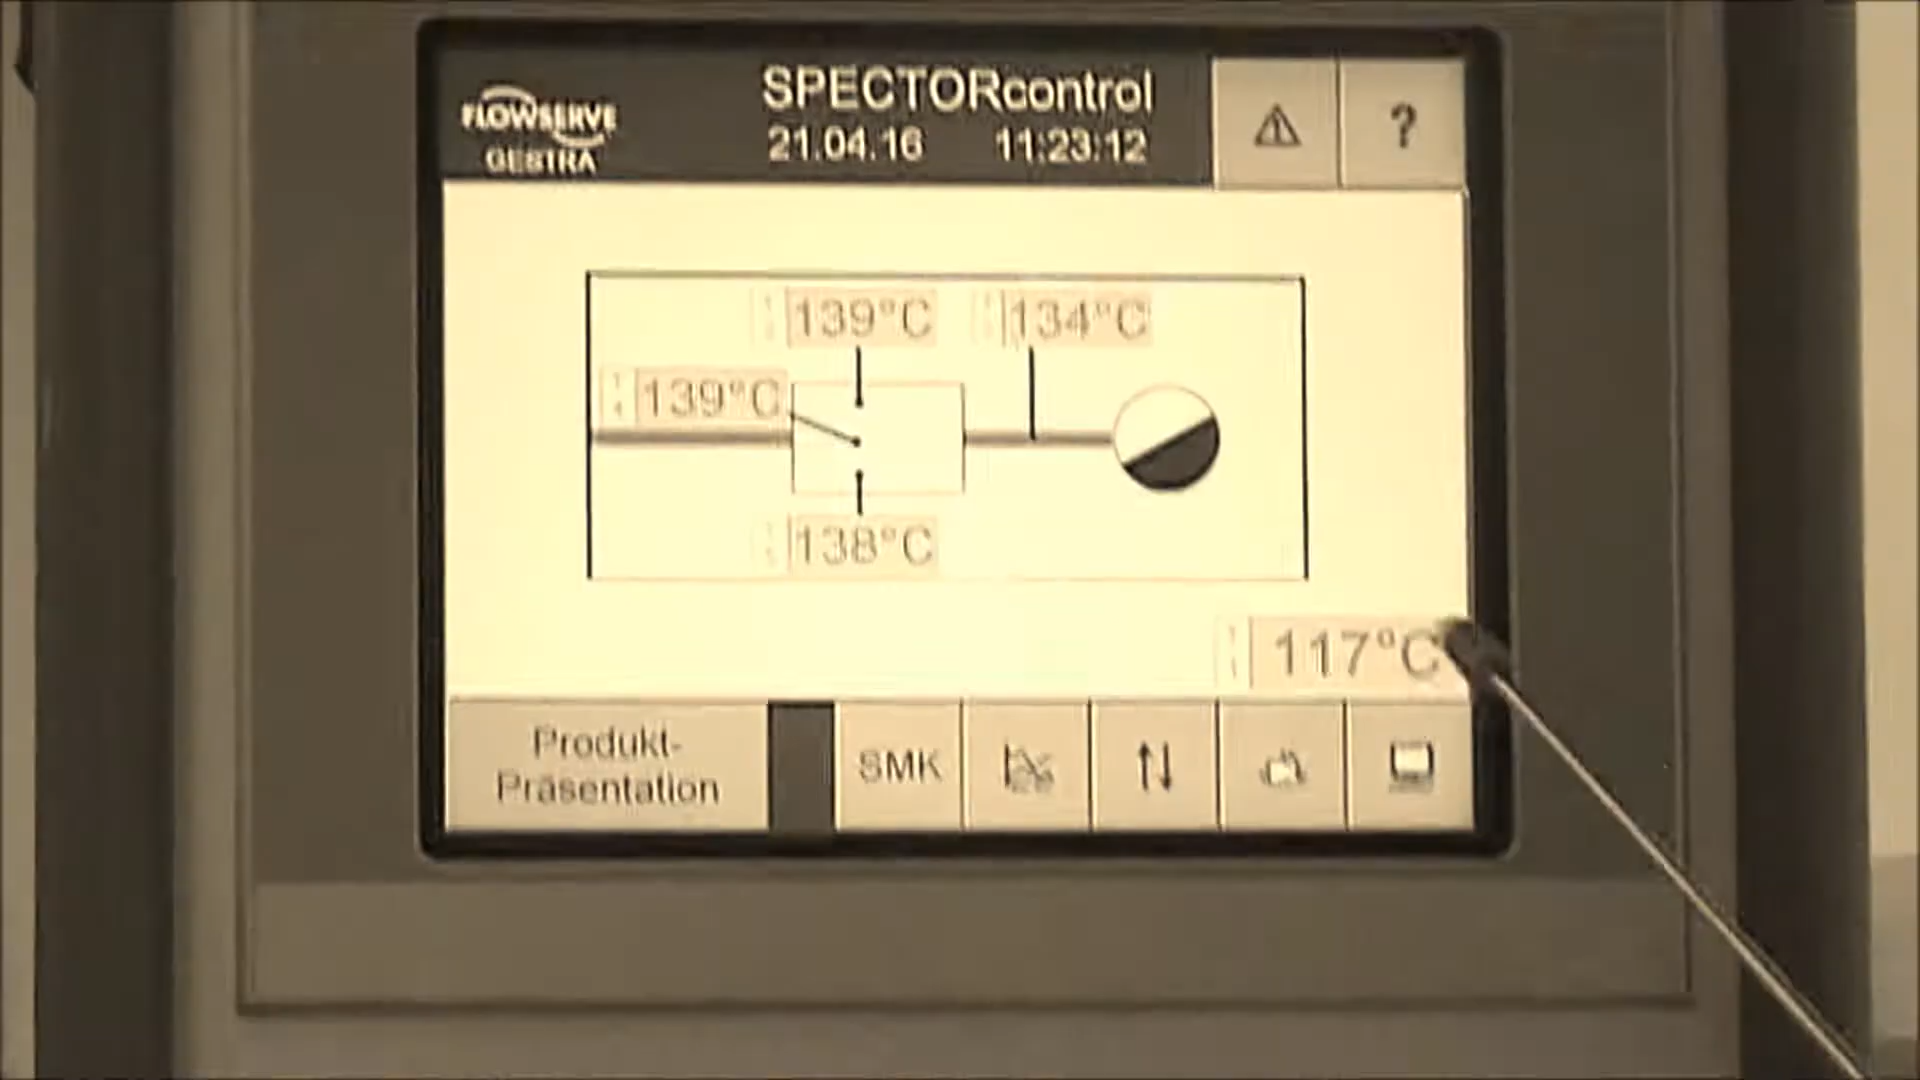 FLOWSERVE
GESTRA
SPECTORcontrol
21.04.16 11:23:12
?
139°C
134°C
139°C
138°C
117°C
Produkt-
Präsentation
SMK